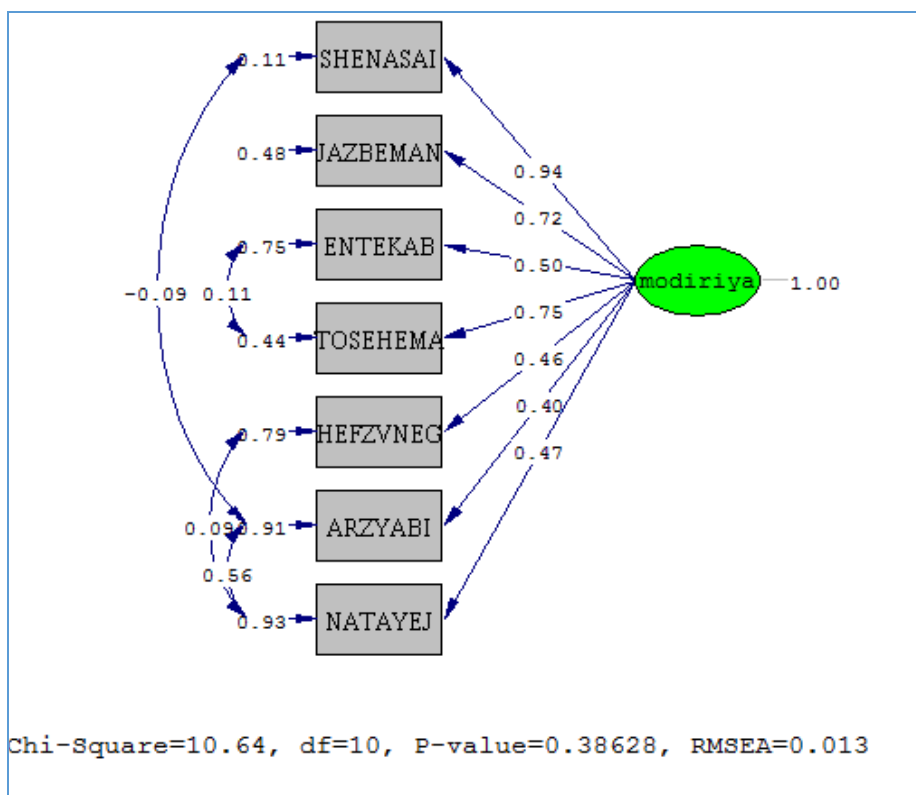 0.11 SHENASAI
0.94
0.48 JAZBEMAN
0.72
0.75 ENTEKAB
0.50
modiriya 1.00
-0.09 0.11
0.75
0.44 TOSEHEMA
0.46
0.40
0.79 HEFZVNEG
0.47
0.09 0.91 ARZYABI
0.56
0.93 NATAYEJ
Chi-Square=10.64, df=10, P-value=0.38628, RMSEA=0.013